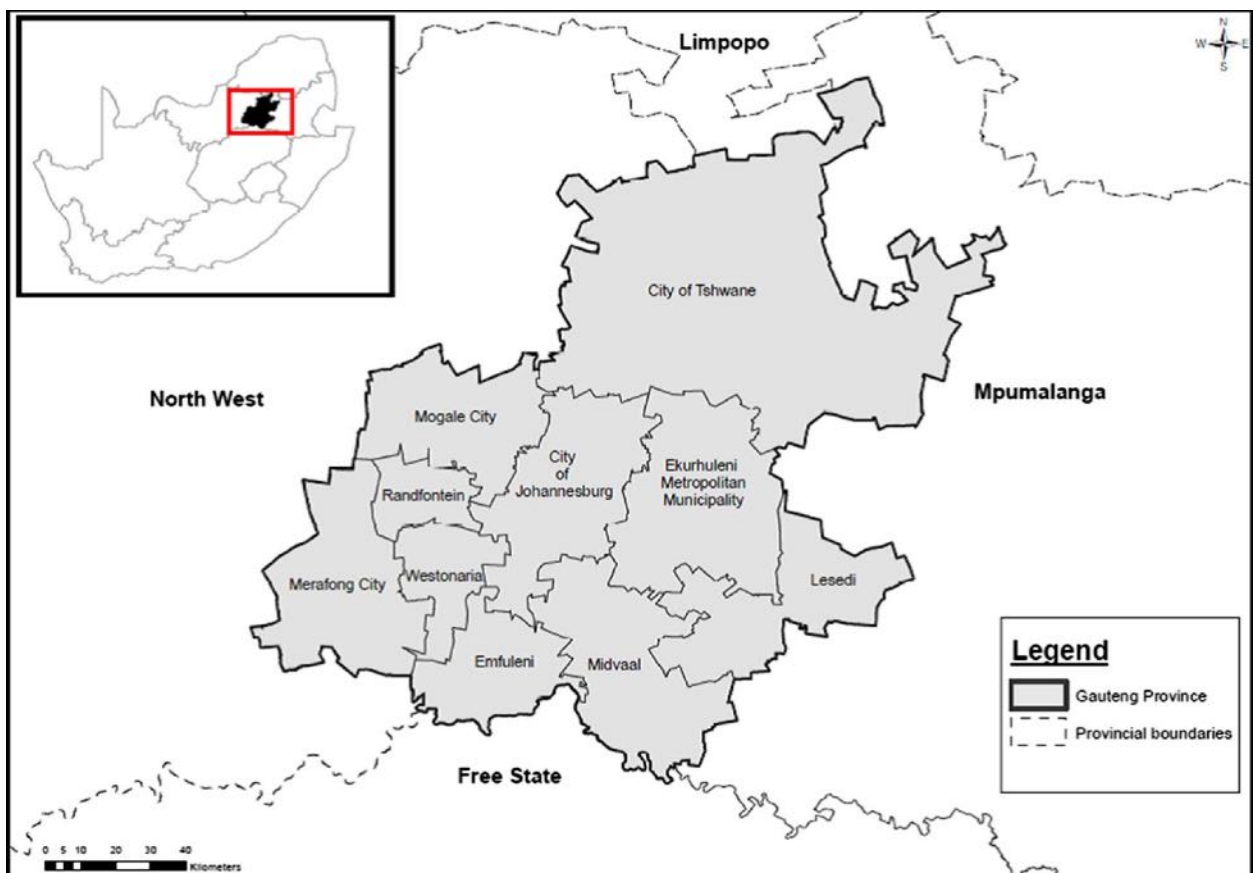 Limpopo
N
W E
S
City of Tshwane
North West
Mpumalanga
Mogale City
City
of
Johannesburg
Ekurhuleni
Metropolitan
Municipality
Randfontein
Merafong City
Westonaria
Lesedi
Emfuleni
Midvaal
Free State
Legend
Gauteng Province
Provincial boundaries
0 5 10 20 30 40
Kilometers